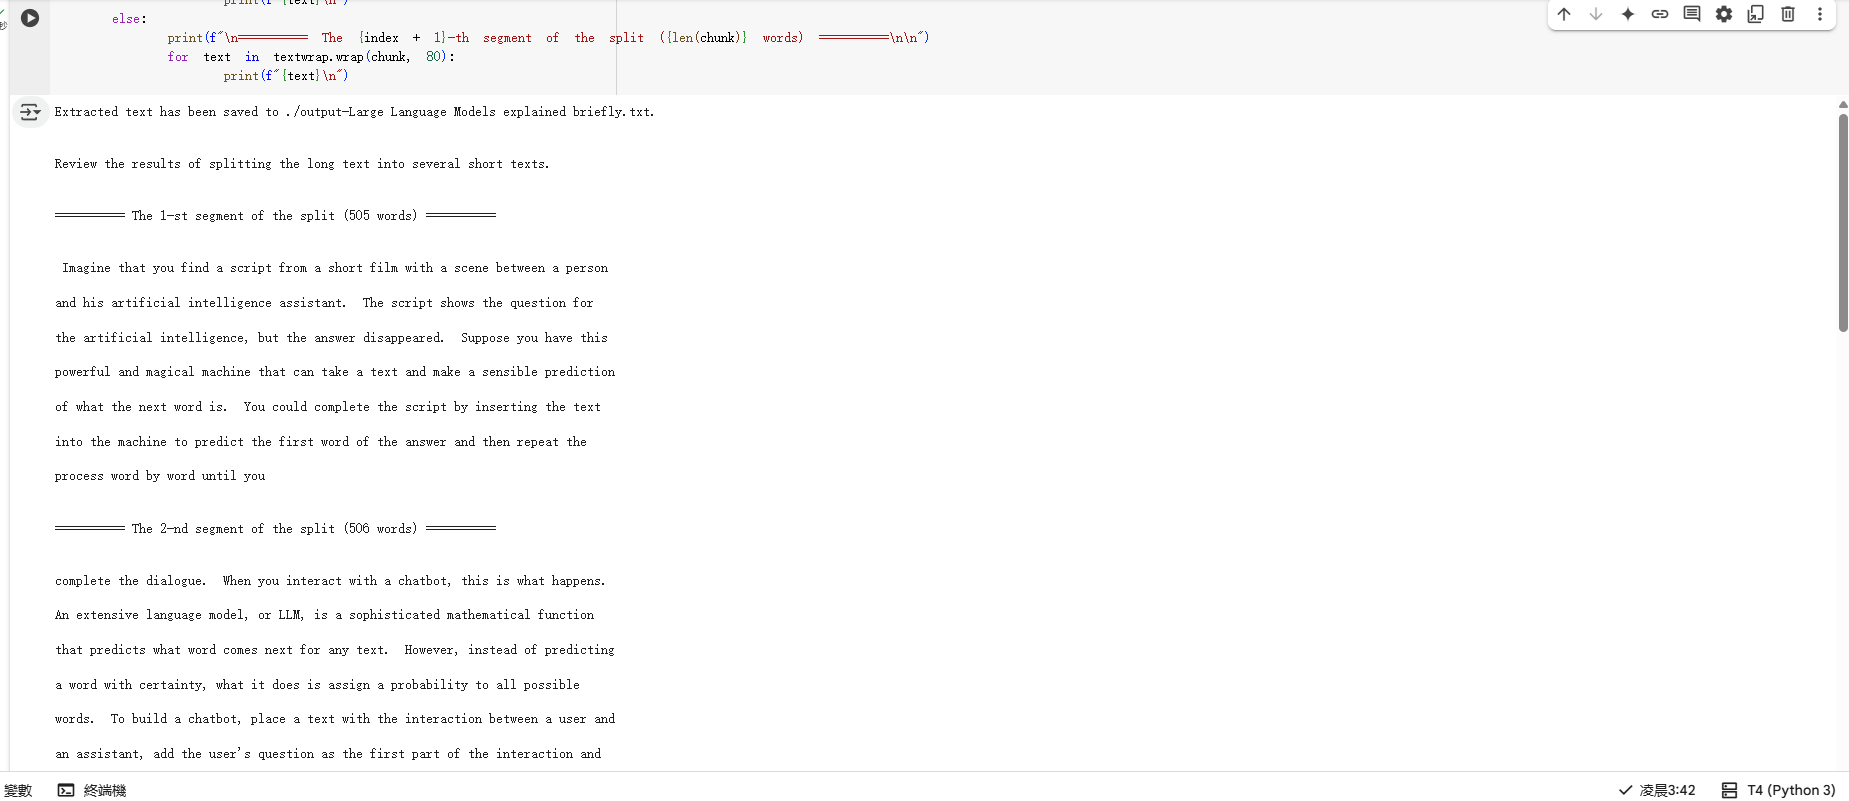 print(f"{text}\n")
else:
print(f"\n========== The {index + 1}-th segment of the split ({len(chunk)} words) ==========\n\n")
for text in textwrap.wrap(chunk, 80):
print(f"{text}\n")
Extracted text has been saved to ./output-Large Language Models explained briefly.txt.
Review the results of splitting the long text into several short texts.
========== The 1-st segment of the split (505 words) ==========
Imagine that you find a script from a short film with a scene between a person
and his artificial intelligence assistant.  The script shows the question for
the artificial intelligence, but the answer disappeared.  Suppose you have this
powerful and magical machine that can take a text and make a sensible prediction
of what the next word is.  You could complete the script by inserting the text
into the machine to predict the first word of the answer and then repeat the
process word by word until you
========== The 2-nd segment of the split (506 words) ==========
complete the dialogue.  When you interact with a chatbot, this is what happens.
An extensive language model, or LLM, is a sophisticated mathematical function
that predicts what word comes next for any text.  However, instead of predicting
a word with certainty, what it does is assign a probability to all possible
words.  To build a chatbot, place a text with the interaction between a user and
an assistant, add the user's question as the first part of the interaction and
變數 終端機 凌晨3:42 T4 (Python 3)